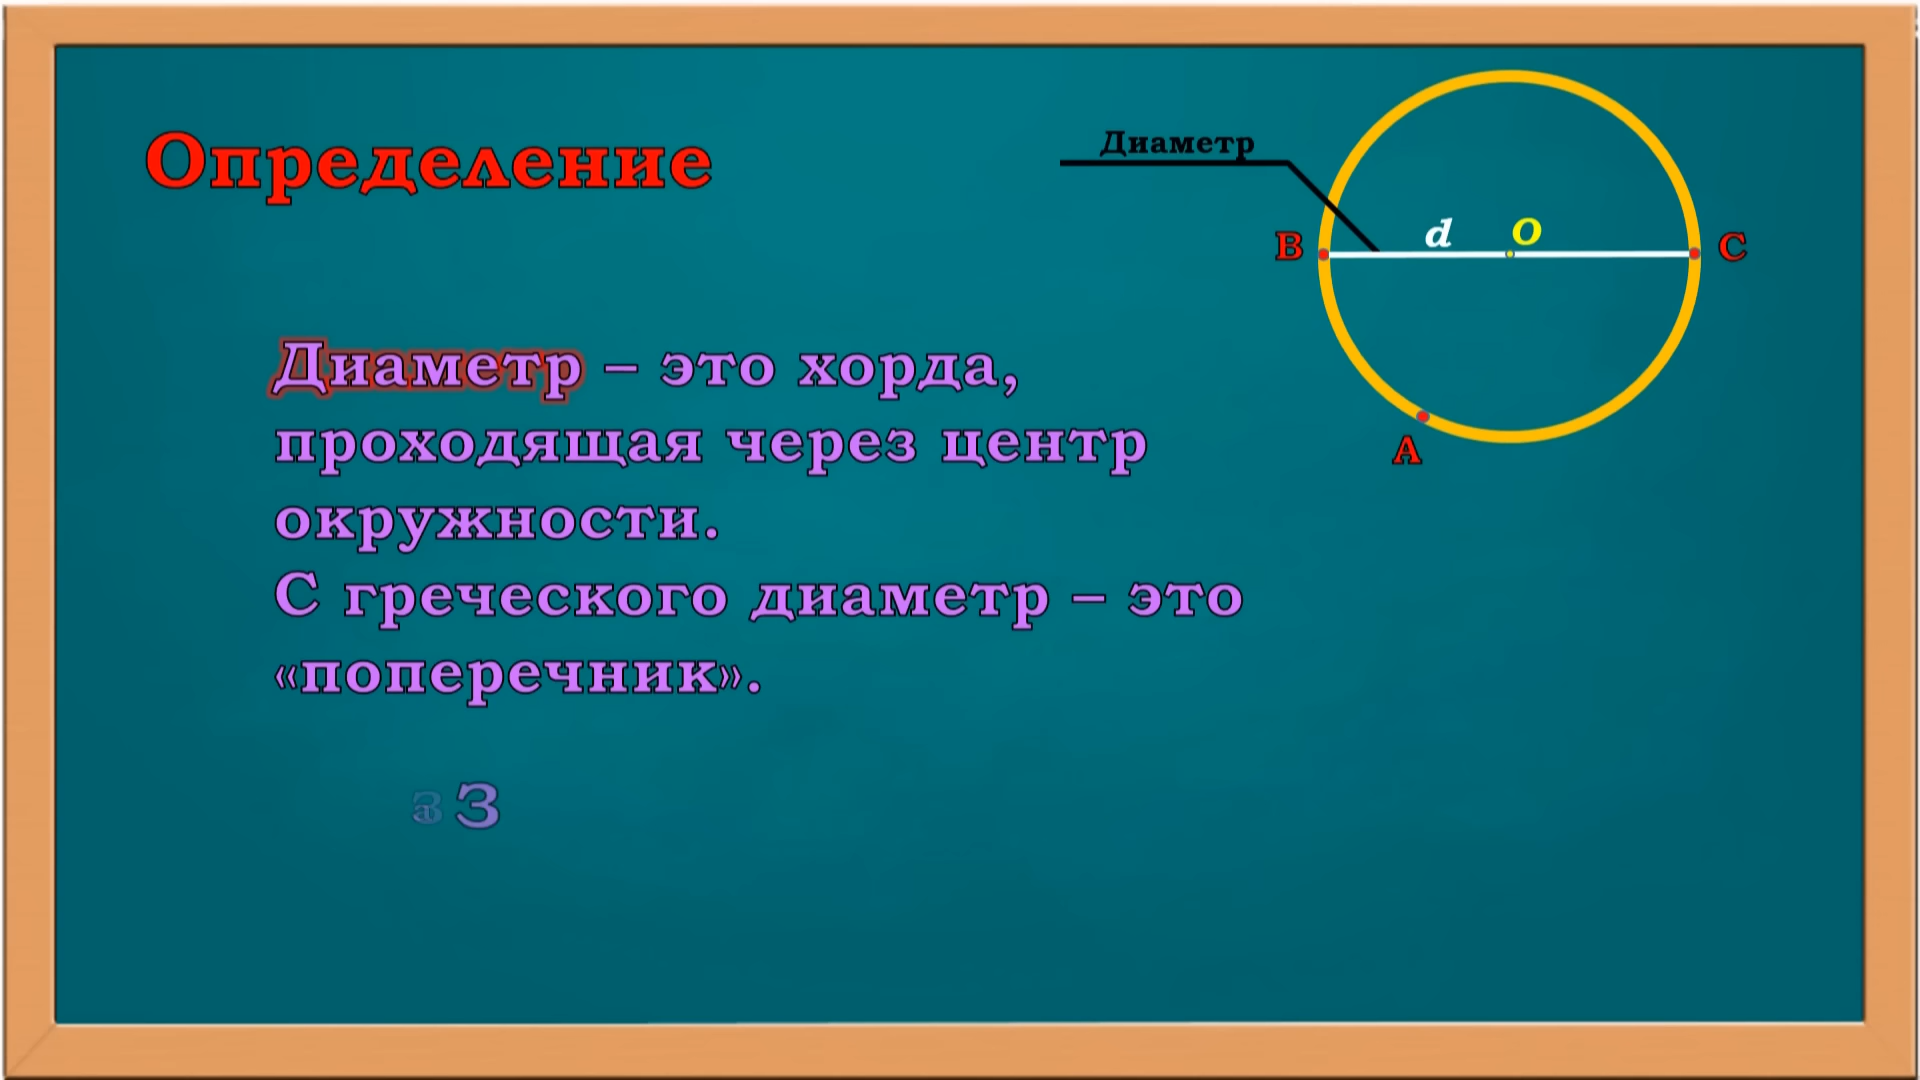 Определение
Диаметр
B
d
O
C
A
Диаметр – это хорда,
проходящая через центр
окружности.
С греческого диаметр – это
«поперечник».
З